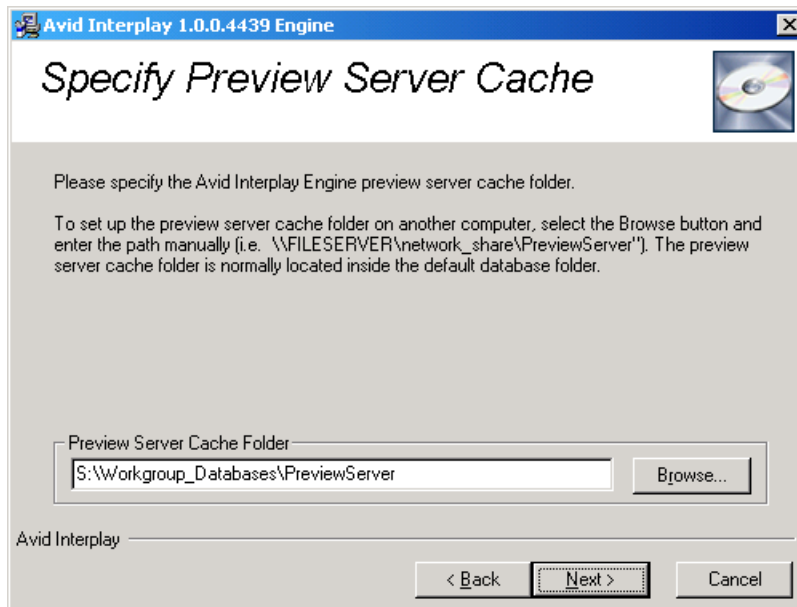 Avid Interplay 1.0.0.4439 Engine
Specify Preview Server Cache
Please specify the Avid Interplay Engine preview server cache folder.
To set up the preview server cache folder on another computer, select the Browse button and
enter the path manually (i.e.  \\FILESERVER\network_share\PreviewServer"). The preview
server cache folder is normally located inside the default database folder.
Preview Server Cache Folder
S:\Workgroup_Databases\PreviewServer
Browse...
Avid Interplay
< Back
Next >
Cancel